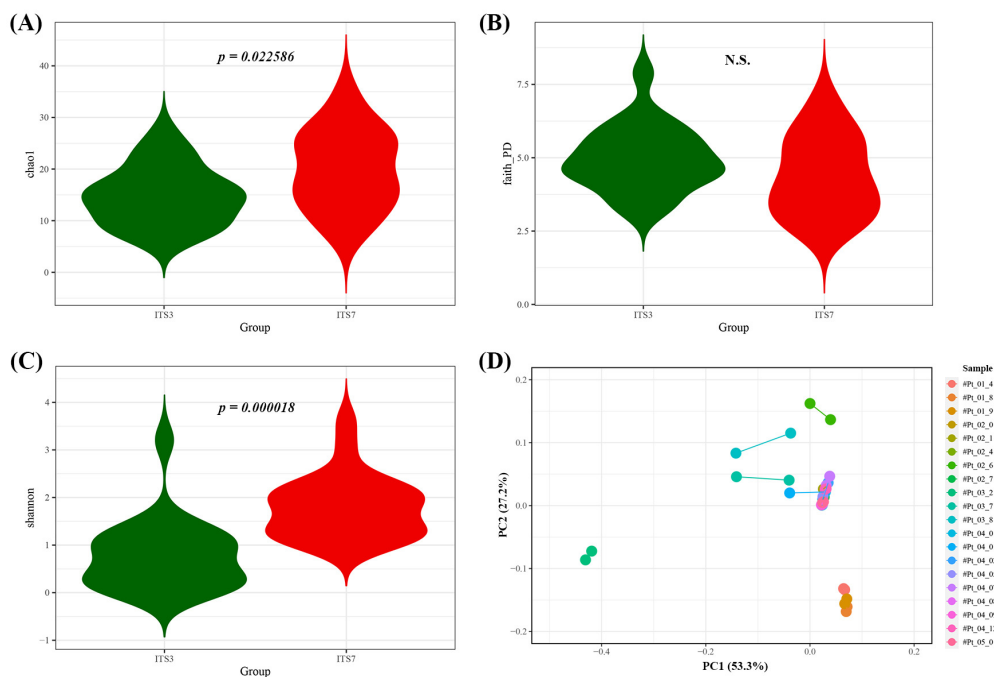 (A)
p = 0.022586
chao1
40
30
20
10
0
ITS3
ITS7
Group
(B)
N.S.
faith_PD
7.5
5.0
2.5
0.0
ITS3
ITS7
Group
(C)
p = 0.000018
shannon
4
3
2
1
0
−1
ITS3
ITS7
Group
(D)
PC2 (27.2%)
0.2
0.1
0.0
−0.1
−0.2
−0.4
−0.2
0.0
0.2
PC1 (53.3%)
Sample
#Pt_01_4
#Pt_01_8
#Pt_01_9
#Pt_02_0
#Pt_02_1
#Pt_02_4
#Pt_02_6
#Pt_02_7
#Pt_03_2
#Pt_03_7
#Pt_03_8
#Pt_04_0
#Pt_04_0
#Pt_04_0
#Pt_04_0
#Pt_04_0
#Pt_04_0
#Pt_04_0
#Pt_04_1
#Pt_05_0